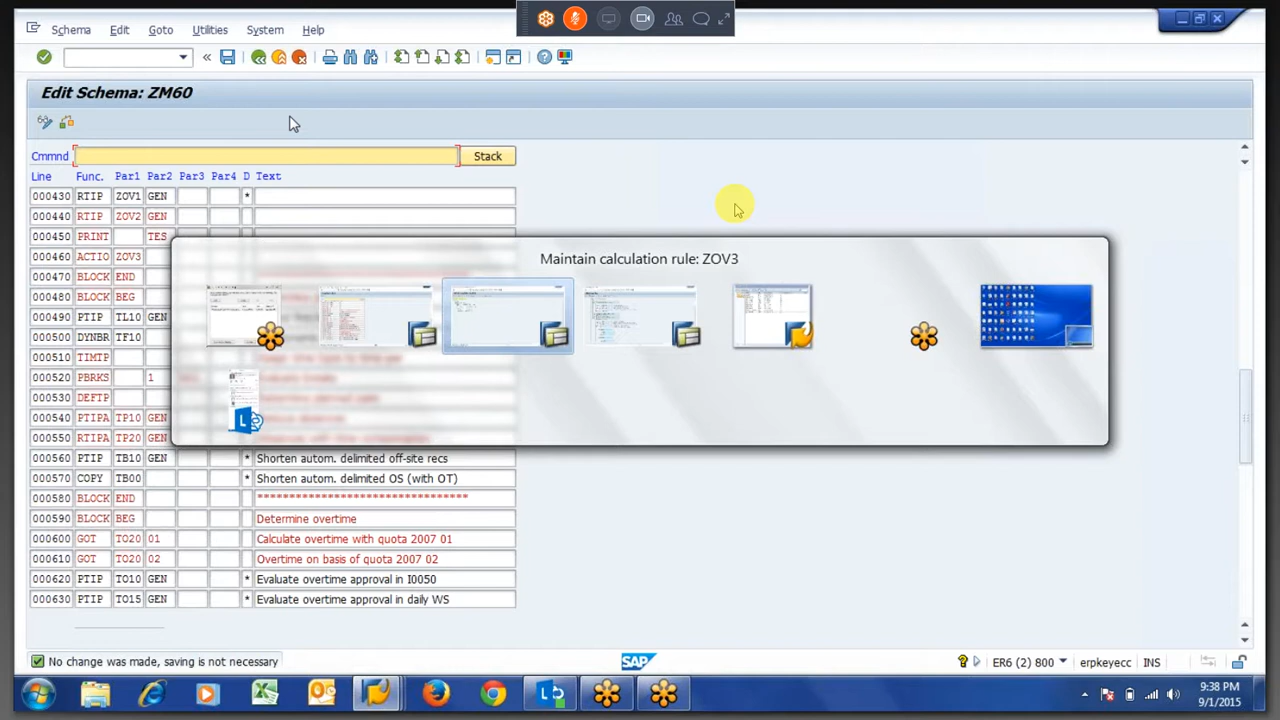 Schema Edit Goto Utilities System Help
Edit Schema: ZM60
Cmmnd Stack
Line Func. Par1 Par2 Par3 Par4 D Text
000430 RTIP ZOV1 GEN *
000440 RTIP ZOV2 GEN
000450 PRINT TES
000460 ACTIO ZOV3
000470 BLOCK END
000480 BLOCK BEG
000490 PTIP TL10 GEN
000500 DYNBR TF10
000510 TIMTP
000520 PBRKS 1
000530 DEFTP
000540 PTIPA TP10 GEN
000550 RTIPA TP20 GEN
000560 PTIP TB10 GEN * Shorten autom. delimited off-site recs
000570 COPY TB00 * Shorten autom. delimited OS (with OT)
000580 BLOCK END ********************************
000590 BLOCK BEG Determine overtime
000600 GOT TO20 01 Calculate overtime with quota 2007 01
000610 GOT TO20 02 Overtime on basis of quota 2007 02
000620 PTIP TO10 GEN * Evaluate overtime approval in I0050
000630 PTIP TO15 GEN * Evaluate overtime approval in daily WS
Maintain calculation rule: ZOV3
No change was made, saving is not necessary
SAP
ER6 (2) 800 erpkeyecc INS
9:38 PM
9/1/2015